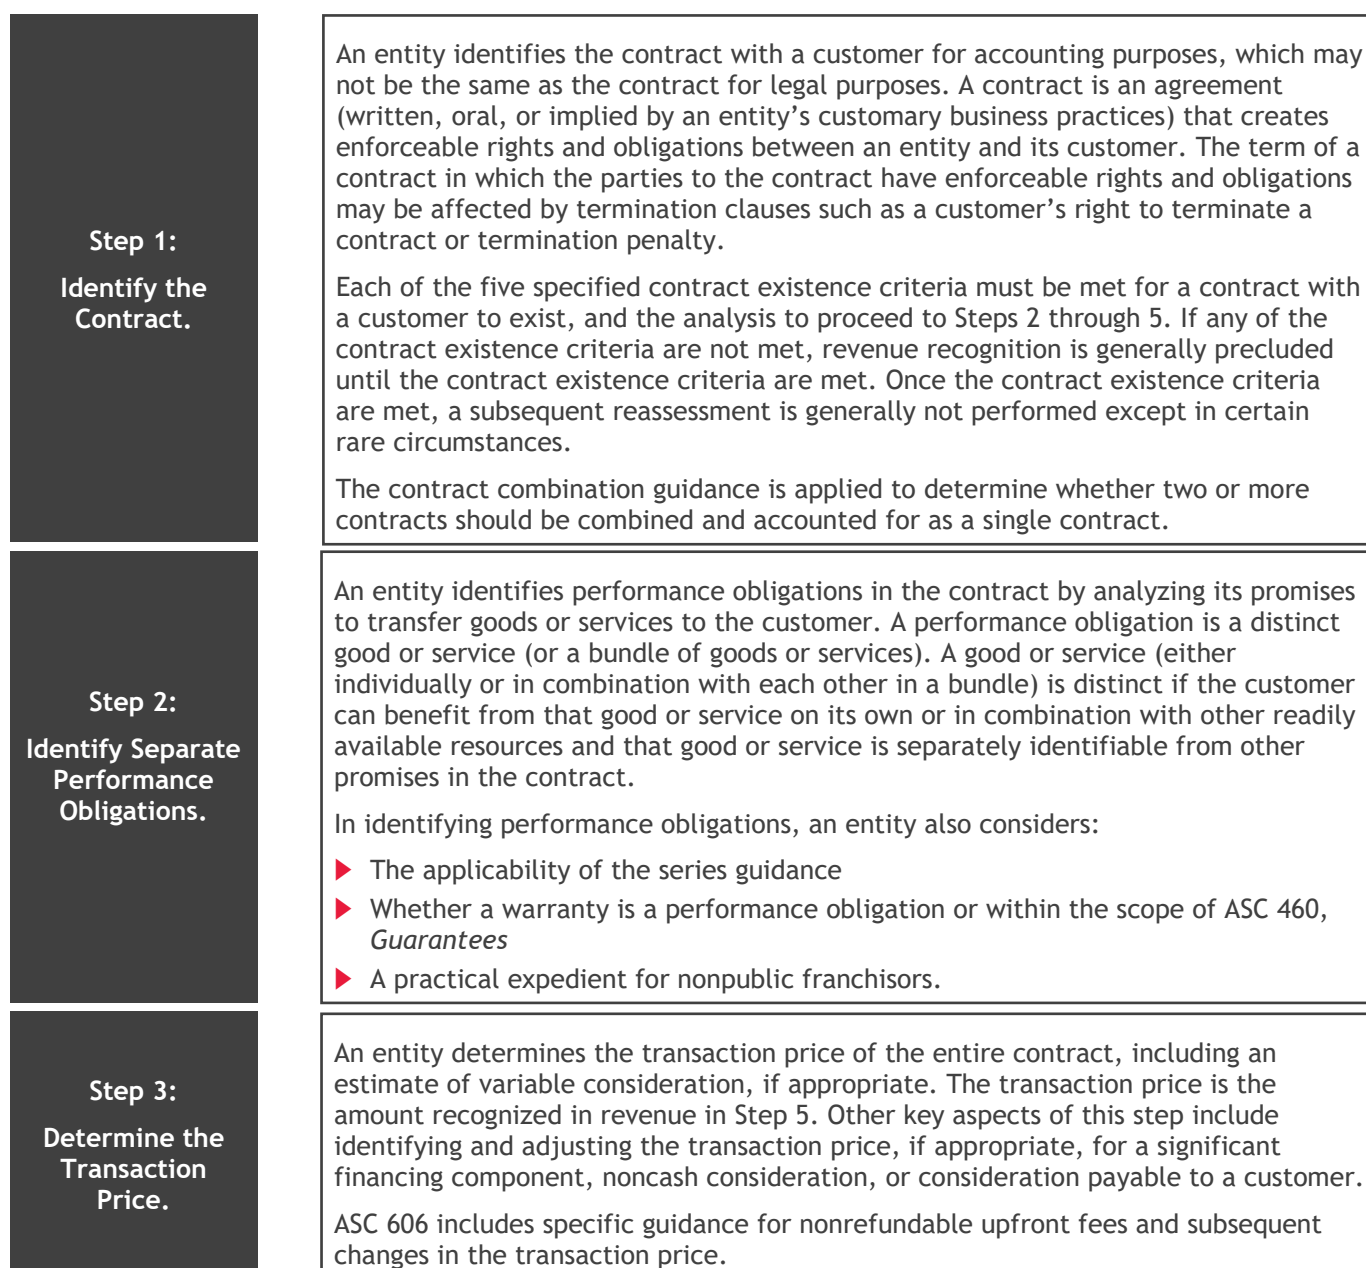 Step 1:
Identify the
Contract.
An entity identifies the contract with a customer for accounting purposes, which may
not be the same as the contract for legal purposes. A contract is an agreement
(written, oral, or implied by an entity’s customary business practices) that creates
enforceable rights and obligations between an entity and its customer. The term of a
contract in which the parties to the contract have enforceable rights and obligations
may be affected by termination clauses such as a customer’s right to terminate a
contract or termination penalty.
Each of the five specified contract existence criteria must be met for a contract with
a customer to exist, and the analysis to proceed to Steps 2 through 5. If any of the
contract existence criteria are not met, revenue recognition is generally precluded
until the contract existence criteria are met. Once the contract existence criteria
are met, a subsequent reassessment is generally not performed except in certain
rare circumstances.
The contract combination guidance is applied to determine whether two or more
contracts should be combined and accounted for as a single contract.
Step 2:
Identify Separate
Performance
Obligations.
An entity identifies performance obligations in the contract by analyzing its promises
to transfer goods or services to the customer. A performance obligation is a distinct
good or service (or a bundle of goods or services). A good or service (either
individually or in combination with each other in a bundle) is distinct if the customer
can benefit from that good or service on its own or in combination with other readily
available resources and that good or service is separately identifiable from other
promises in the contract.
In identifying performance obligations, an entity also considers:
The applicability of the series guidance
Whether a warranty is a performance obligation or within the scope of ASC 460,
Guarantees
A practical expedient for nonpublic franchisors.
Step 3:
Determine the
Transaction
Price.
An entity determines the transaction price of the entire contract, including an
estimate of variable consideration, if appropriate. The transaction price is the
amount recognized in revenue in Step 5. Other key aspects of this step include
identifying and adjusting the transaction price, if appropriate, for a significant
financing component, noncash consideration, or consideration payable to a customer.
ASC 606 includes specific guidance for nonrefundable upfront fees and subsequent
changes in the transaction price.